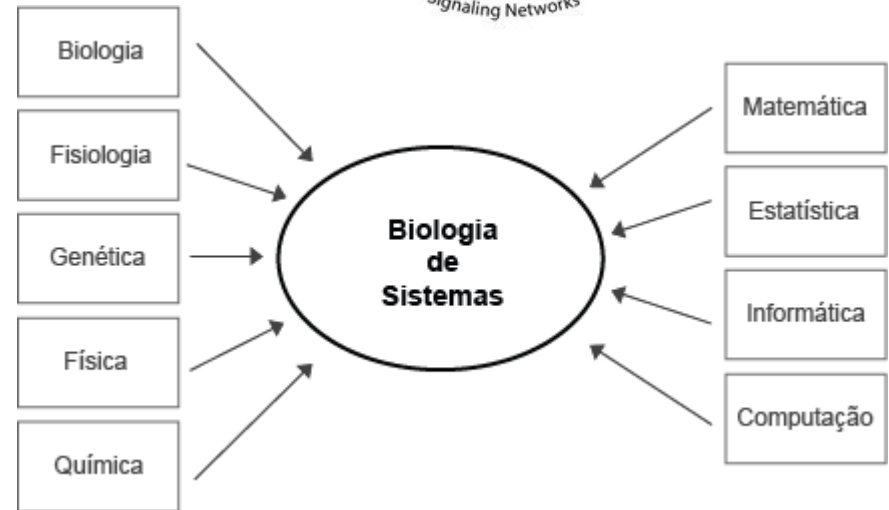 Signaling Networks
Biologia
Fisiologia
Genética
Física
Química
Biologia
de
Sistemas
Matemática
Estatística
Informática
Computação